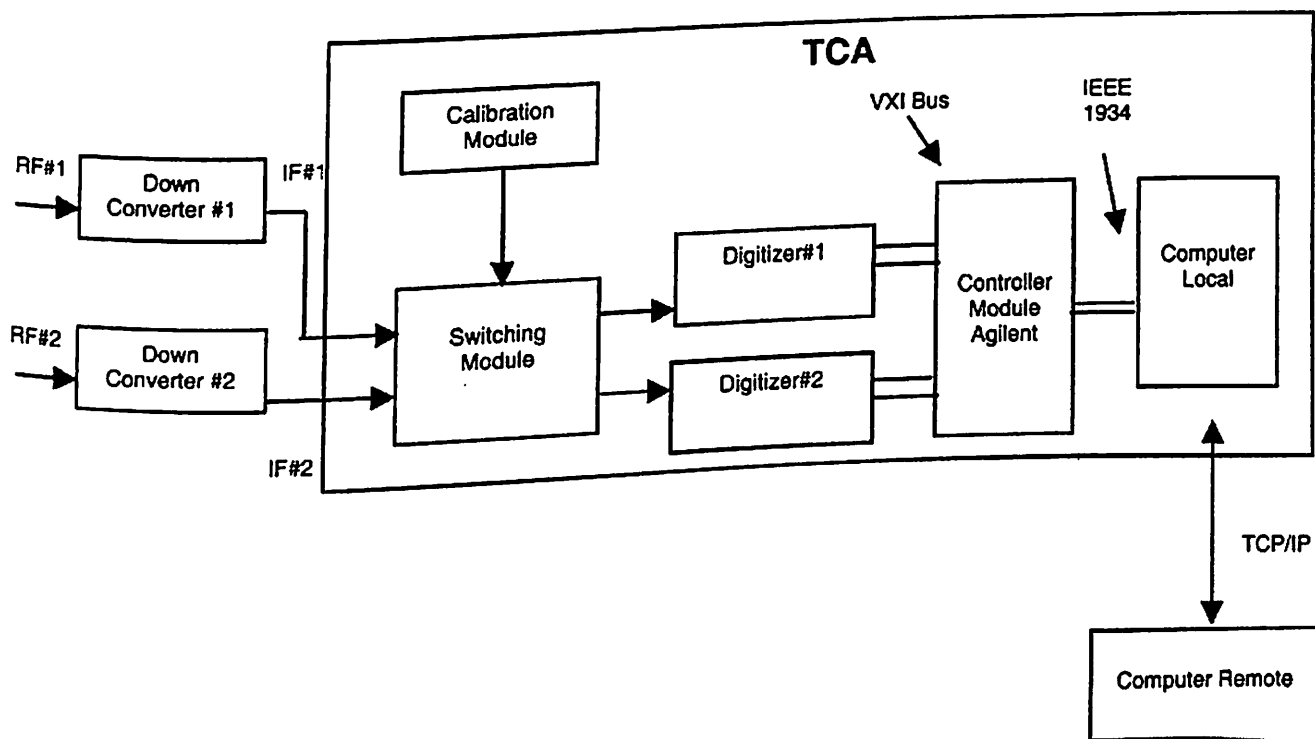 TCA
Calibration
Module
VXI Bus
IEEE
1934
RF#1
Down
Converter #1
IF#1
RF#2
Down
Converter #2
IF#2
Switching
Module
Digitizer#1
Digitizer#2
Controller
Module
Agilent
Computer
Local
TCP/IP
Computer Remote